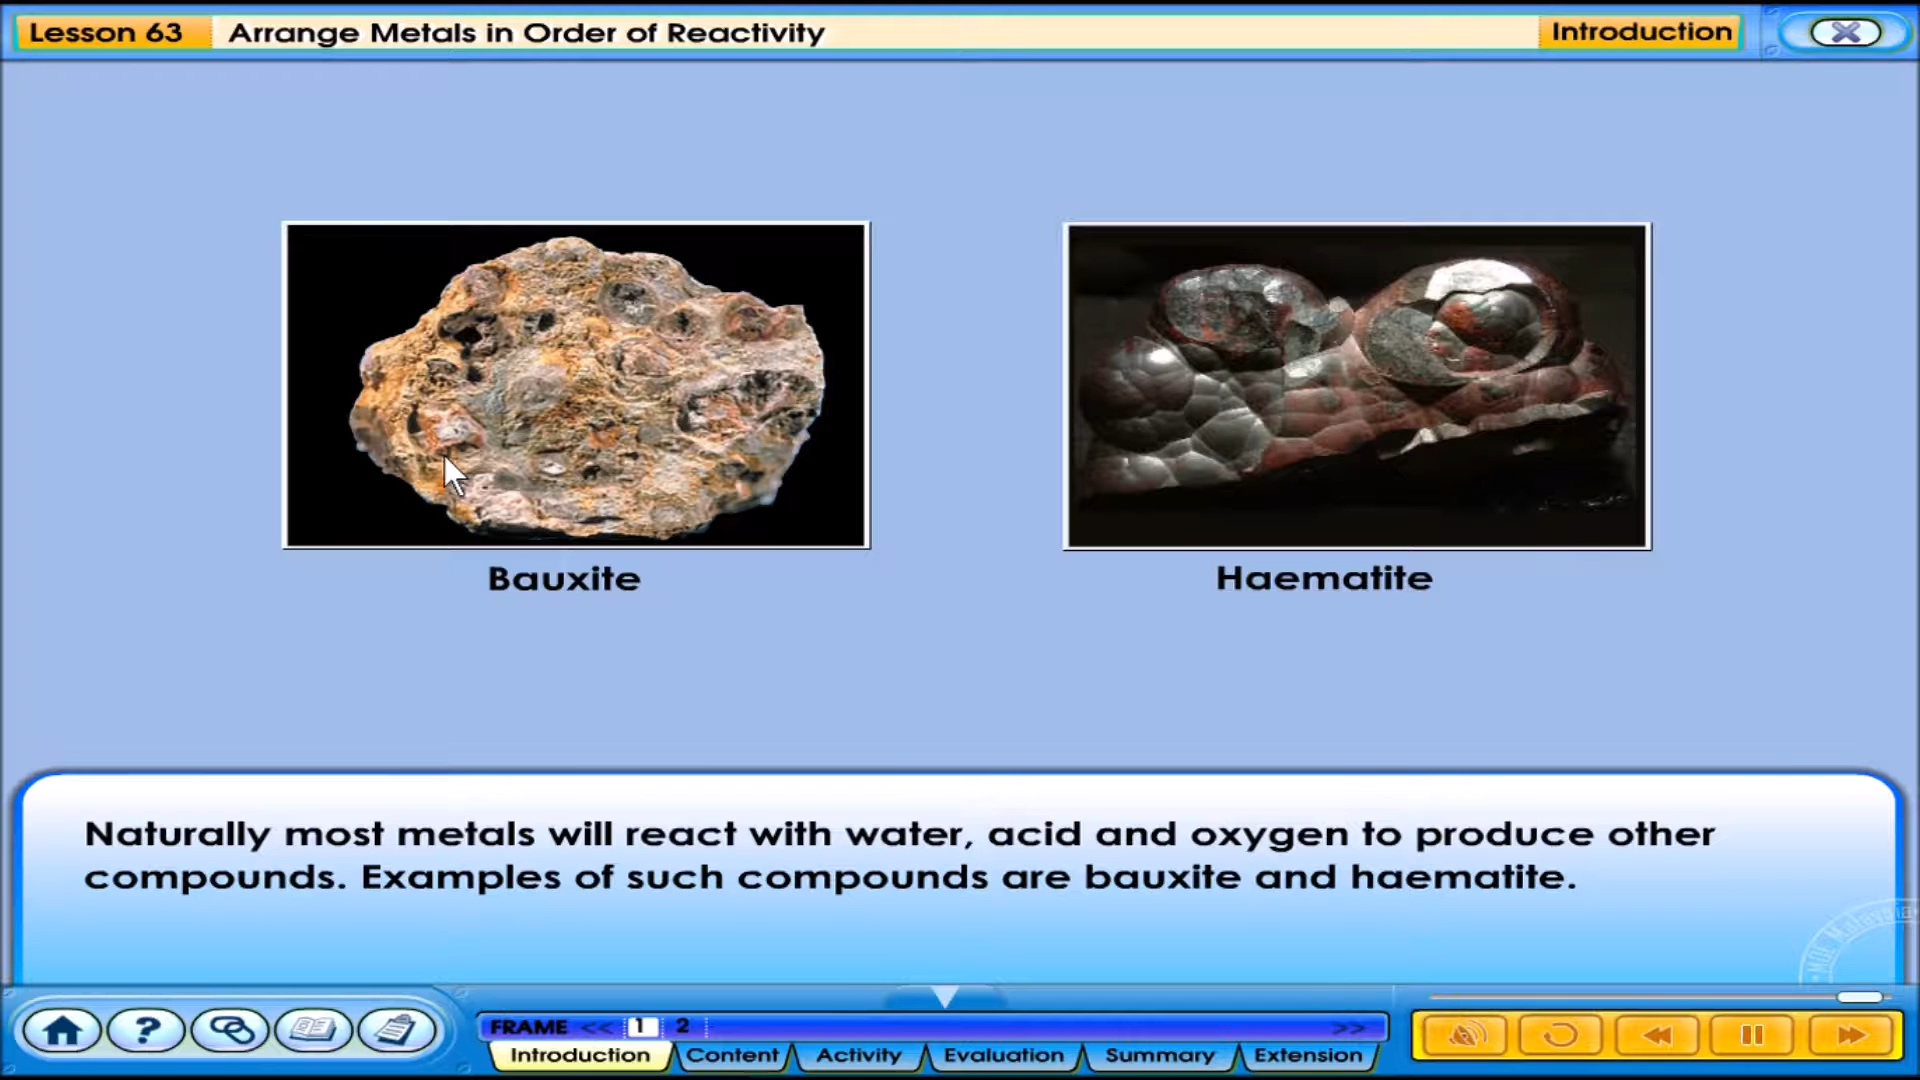 Lesson 63
Arrange Metals in Order of Reactivity
Introduction
Bauxite
Haematite
Naturally most metals will react with water, acid and oxygen to produce other
compounds. Examples of such compounds are bauxite and haematite.
MOE Malaysia
?
FRAME << 1 2 >>
Introduction
Content
Activity
Evaluation
Summary
Extension